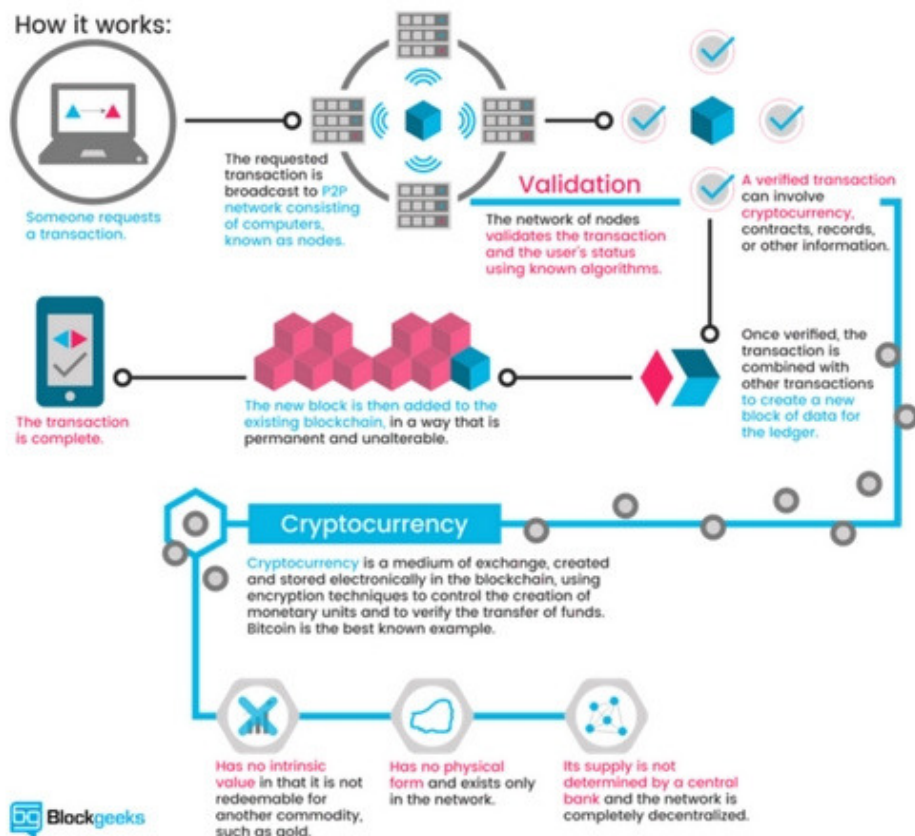 How it works:
Someone requests
a transaction.
The requested
transaction is
broadcast to P2P
network consisting
of computers,
known as nodes.
Validation
The network of nodes
validates the transaction
and the user's status
using known algorithms.
A verified transaction
can involve
cryptocurrency,
contracts, records,
or other information.
Once verified, the
transaction is
combined with
other transactions
to create a new
block of data for
the ledger.
The new block is then added to the
existing blockchain, in a way that is
permanent and unalterable.
The transaction
is complete.
Cryptocurrency
Cryptocurrency is a medium of exchange, created
and stored electronically in the blockchain, using
encryption techniques to control the creation of
monetary units and to verify the transfer of funds.
Bitcoin is the best known example.
Has no intrinsic
value in that it is not
redeemable for
another commodity,
such as gold.
Has no physical
form and exists only
in the network.
Its supply is not
determined by a central
bank and the network is
completely decentralized.
bg Blockgeeks